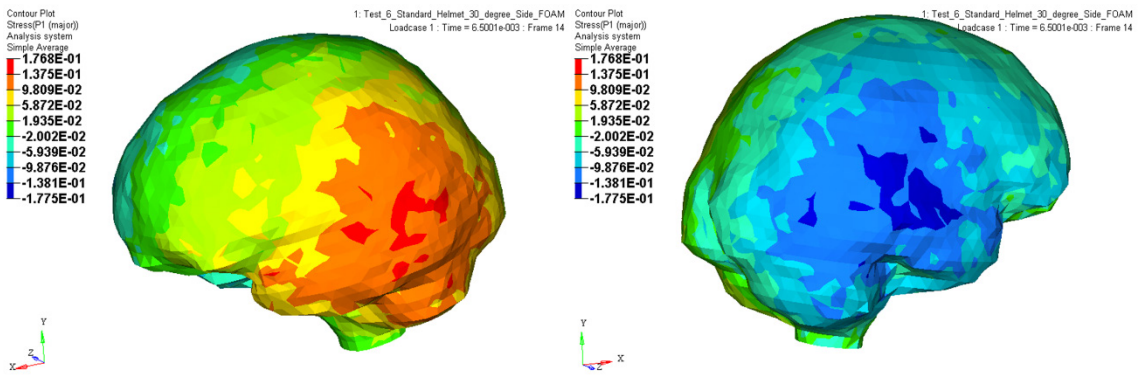 Contour Plot
Stress(P1 (major))
Analysis system
Simple Average
1.768E-01
1.375E-01
9.809E-02
5.872E-02
1.935E-02
-2.002E-02
-5.939E-02
-9.876E-02
-1.381E-01
-1.775E-01
1: Test_6_Standard_Helmet_30_degree_Side_FOAM
Loadcase 1 : Time = 6.5001e-003 : Frame 14
Y
Z
X
Contour Plot
Stress(P1 (major))
Analysis system
Simple Average
1.768E-01
1.375E-01
9.809E-02
5.872E-02
1.935E-02
-2.002E-02
-5.939E-02
-9.876E-02
-1.381E-01
-1.775E-01
1: Test_6_Standard_Helmet_30_degree_Side_FOAM
Loadcase 1 : Time = 6.5001e-003 : Frame 14
Y
X
Z